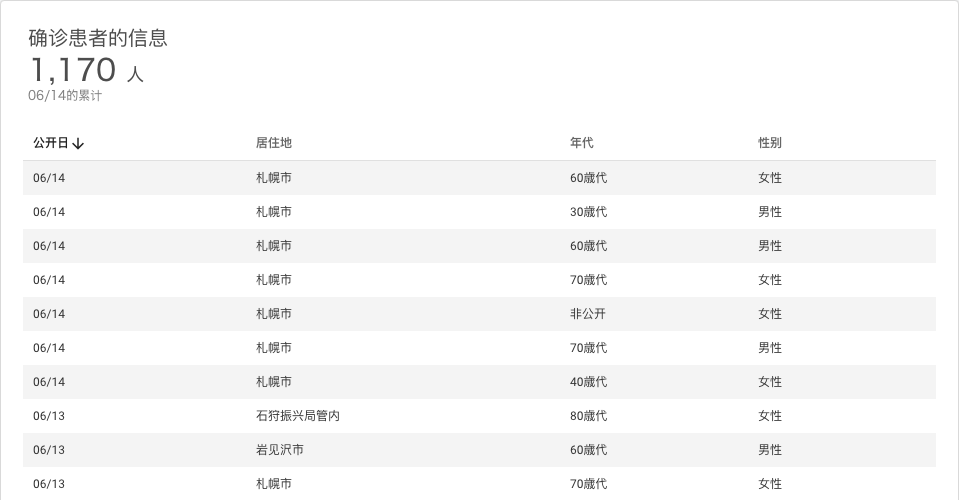 确诊患者的信息
1,170 人
06/14的累计
公开日↓ 居住地 年代 性别
06/14 札幌市 60歳代 女性
06/14 札幌市 30歳代 男性
06/14 札幌市 60歳代 男性
06/14 札幌市 70歳代 女性
06/14 札幌市 非公开 女性
06/14 札幌市 70歳代 男性
06/14 札幌市 40歳代 女性
06/13 石狩振兴局管内 80歳代 女性
06/13 岩见沢市 60歳代 男性
06/13 札幌市 70歳代 女性